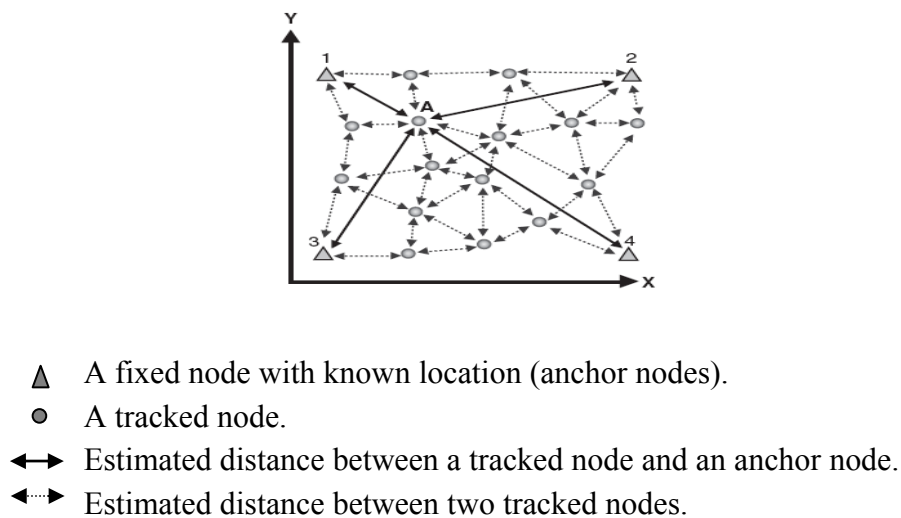 Y
1
2
A
3
4
X
A fixed node with known location (anchor nodes).
A tracked node.
Estimated distance between a tracked node and an anchor node.
Estimated distance between two tracked nodes.